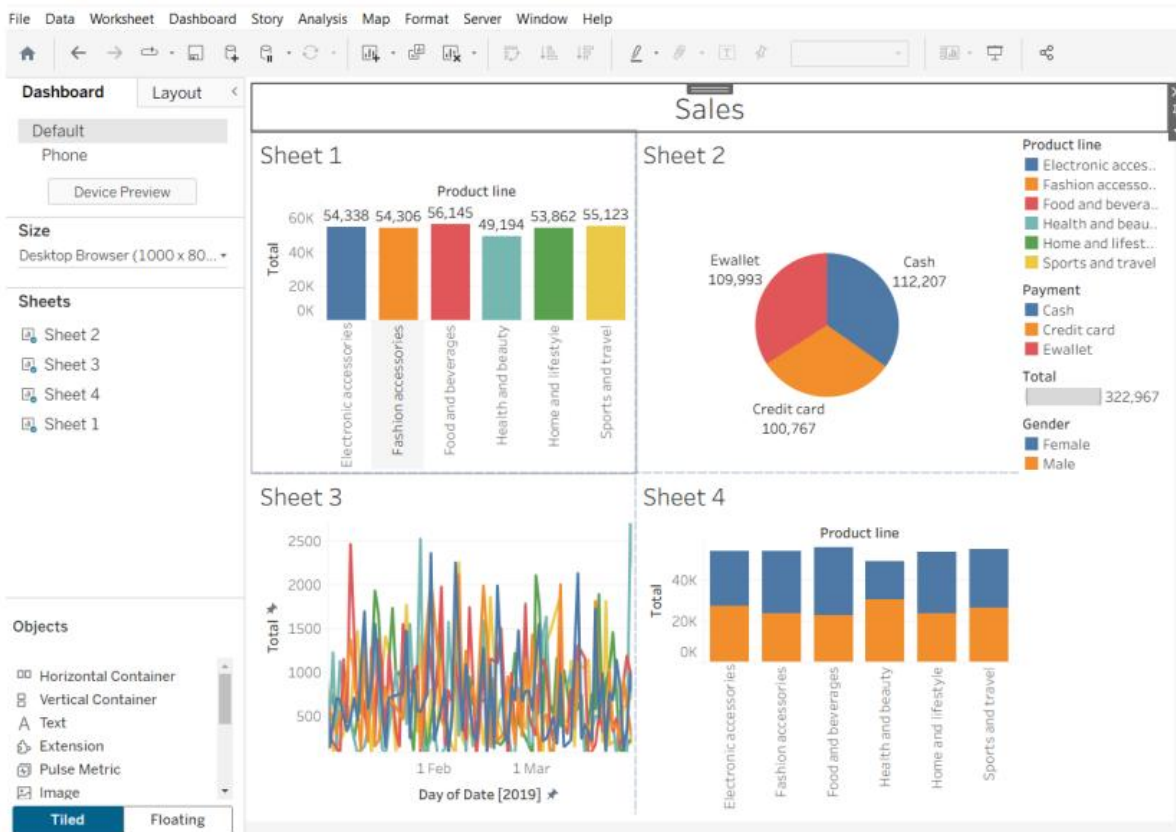 File Data Worksheet Dashboard Story Analysis Map Format Server Window Help
Dashboard Layout
Default
Phone
Device Preview
Size
Desktop Browser (1000 x 80...
Sheets
Sheet 2
Sheet 3
Sheet 4
Sheet 1
Objects
Horizontal Container
Vertical Container
Text
Extension
Pulse Metric
Image
Tiled Floating
Sales
Sheet 1
Product line
Total
60K
40K
20K
0K
54,338 54,306 56,145 49,194 53,862 55,123
Electronic accessories
Fashion accessories
Food and beverages
Health and beauty
Home and lifestyle
Sports and travel
Sheet 2
Ewallet
109,993
Cash
112,207
Credit card
100,767
Product line
Electronic acces..
Fashion accesso..
Food and bevera..
Health and beau..
Home and lifest..
Sports and travel
Payment
Cash
Credit card
Ewallet
Total
322,967
Gender
Female
Male
Sheet 3
Total
2500
2000
1500
1000
500
1 Feb 1 Mar
Day of Date [2019]
Sheet 4
Product line
Total
40K
20K
0K
Electronic accessories
Fashion accessories
Food and beverages
Health and beauty
Home and lifestyle
Sports and travel